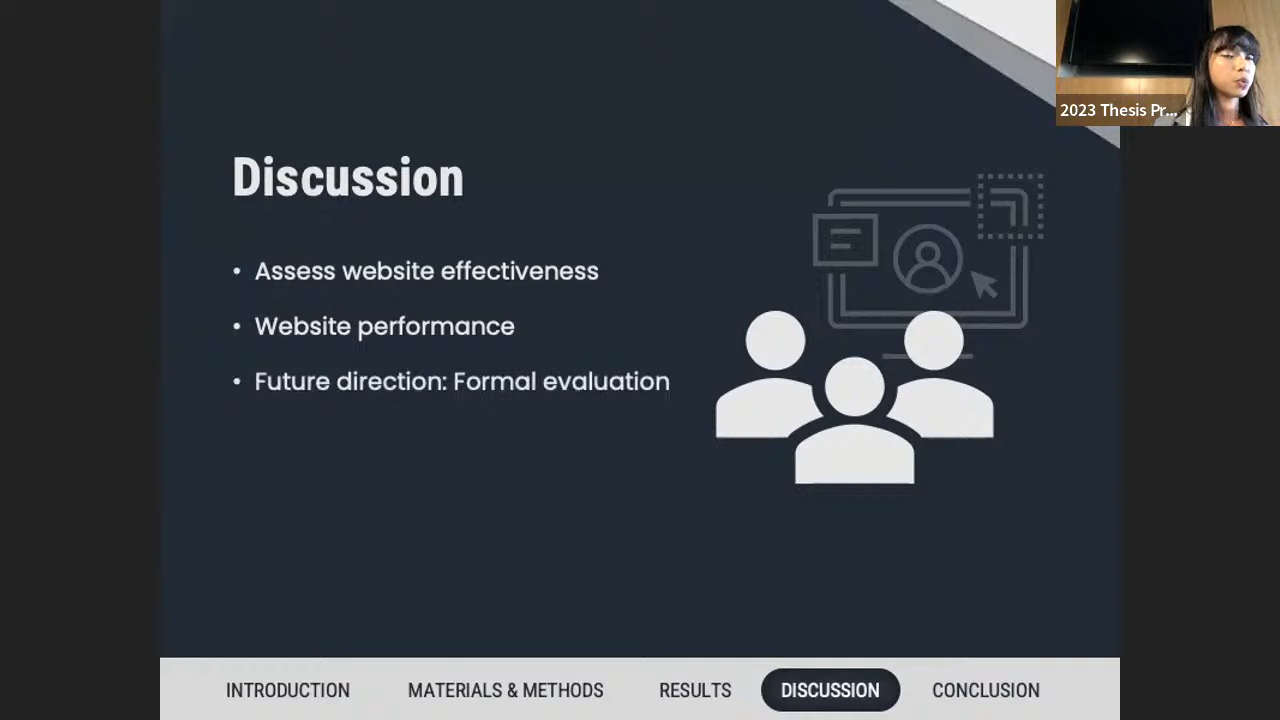 2023 Thesis Pr...
Discussion
• Assess website effectiveness
• Website performance
• Future direction: Formal evaluation
INTRODUCTION
MATERIALS & METHODS
RESULTS
DISCUSSION
CONCLUSION